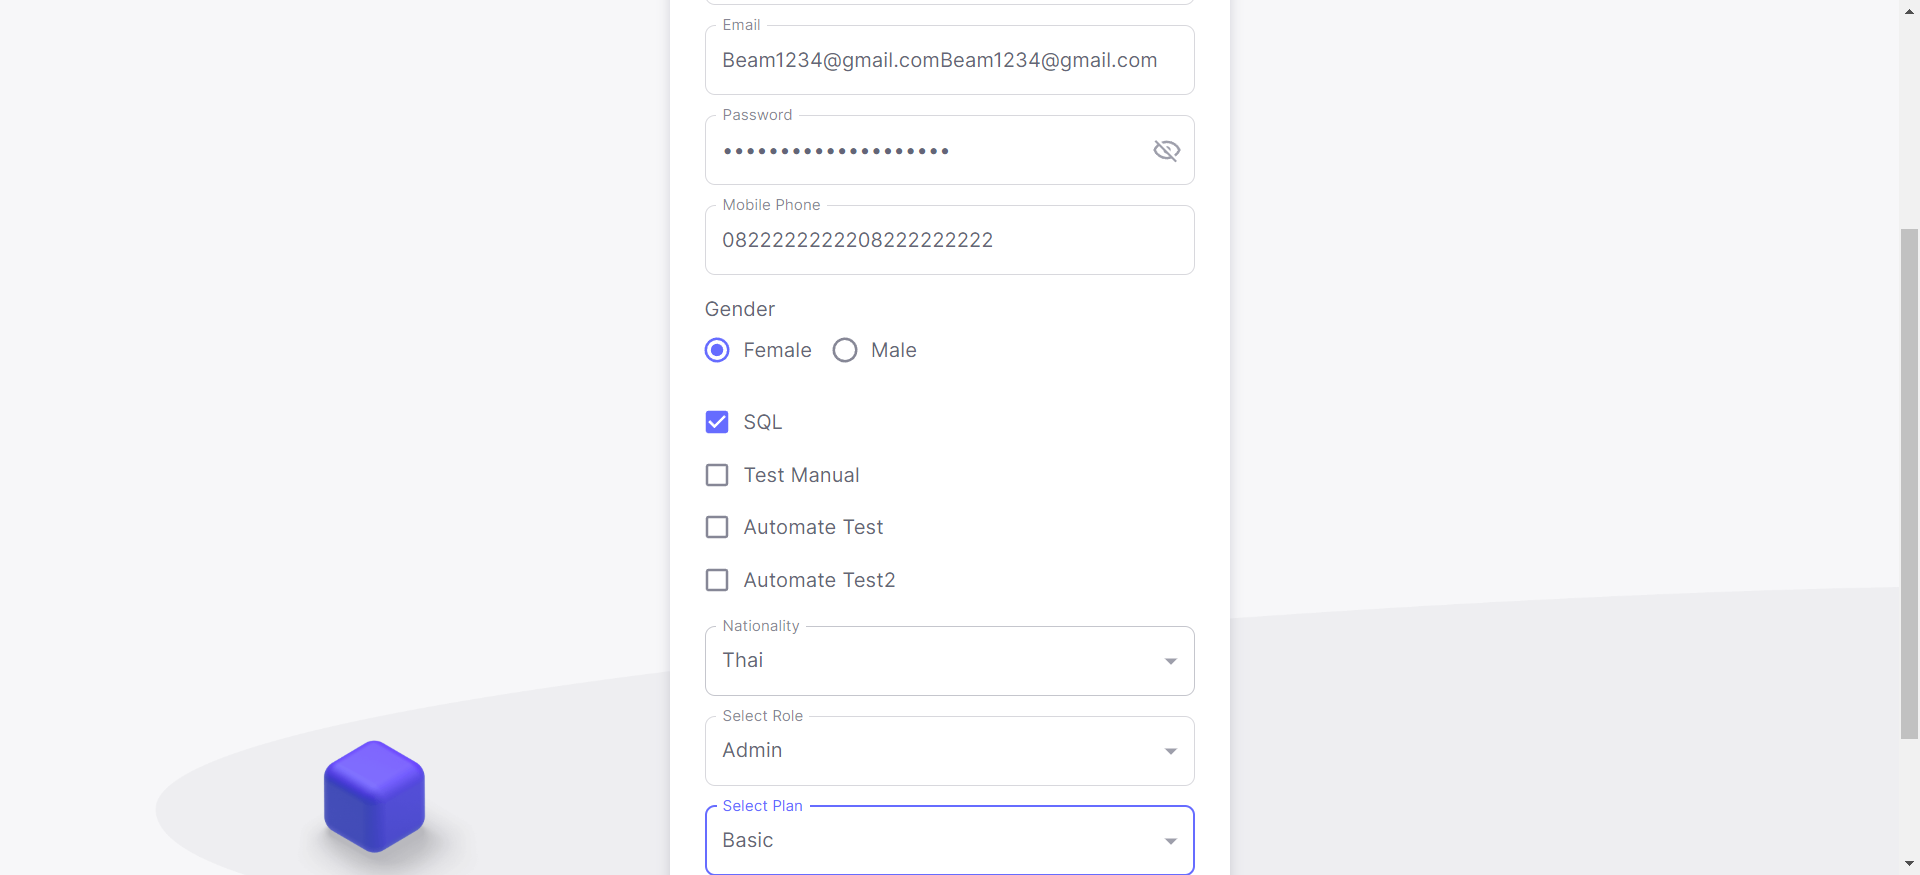 Email
Beam1234@gmail.comBeam1234@gmail.com
Password
••••••••••••••••••••
Mobile Phone
0822222222208222222222
Gender
Female Male
SQL
Test Manual
Automate Test
Automate Test2
Nationality
Thai
Select Role
Admin
Select Plan
Basic